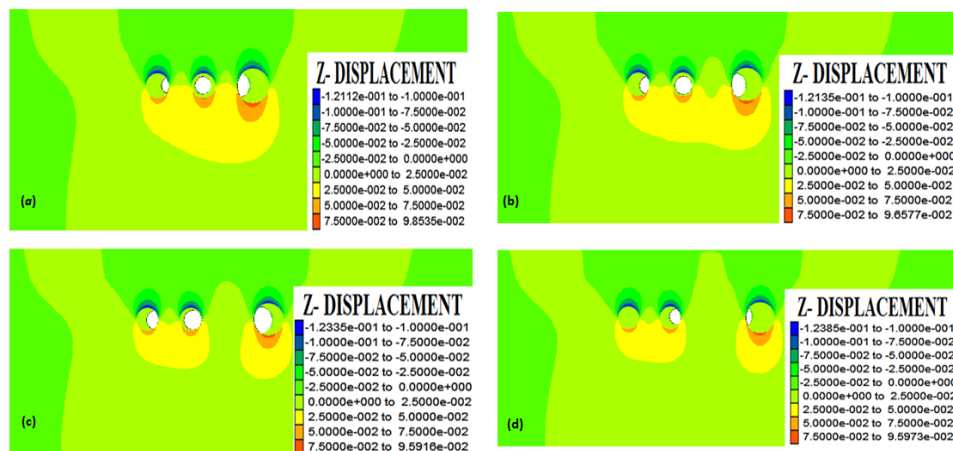 Z- DISPLACEMENT
-1.2112e-001 to -1.0000e-001
-1.0000e-001 to -7.5000e-002
-7.5000e-002 to -5.0000e-002
-5.0000e-002 to -2.5000e-002
-2.5000e-002 to 0.0000e+000
0.0000e+000 to 2.5000e-002
2.5000e-002 to 5.0000e-002
5.0000e-002 to 7.5000e-002
7.5000e-002 to 9.8535e-002
(a)
Z- DISPLACEMENT
-1.2135e-001 to -1.0000e-001
-1.0000e-001 to -7.5000e-002
-7.5000e-002 to -5.0000e-002
-5.0000e-002 to -2.5000e-002
-2.5000e-002 to 0.0000e+000
0.0000e+000 to 2.5000e-002
2.5000e-002 to 5.0000e-002
5.0000e-002 to 7.5000e-002
7.5000e-002 to 9.6577e-002
(b)
Z- DISPLACEMENT
-1.2335e-001 to -1.0000e-001
-1.0000e-001 to -7.5000e-002
-7.5000e-002 to -5.0000e-002
-5.0000e-002 to -2.5000e-002
-2.5000e-002 to 0.0000e+000
0.0000e+000 to 2.5000e-002
2.5000e-002 to 5.0000e-002
5.0000e-002 to 7.5000e-002
7.5000e-002 to 9.5916e-002
(c)
Z- DISPLACEMENT
-1.2385e-001 to -1.0000e-001
-1.0000e-001 to -7.5000e-002
-7.5000e-002 to -5.0000e-002
-5.0000e-002 to -2.5000e-002
-2.5000e-002 to 0.0000e+000
0.0000e+000 to 2.5000e-002
2.5000e-002 to 5.0000e-002
5.0000e-002 to 7.5000e-002
7.5000e-002 to 9.5973e-002
(d)